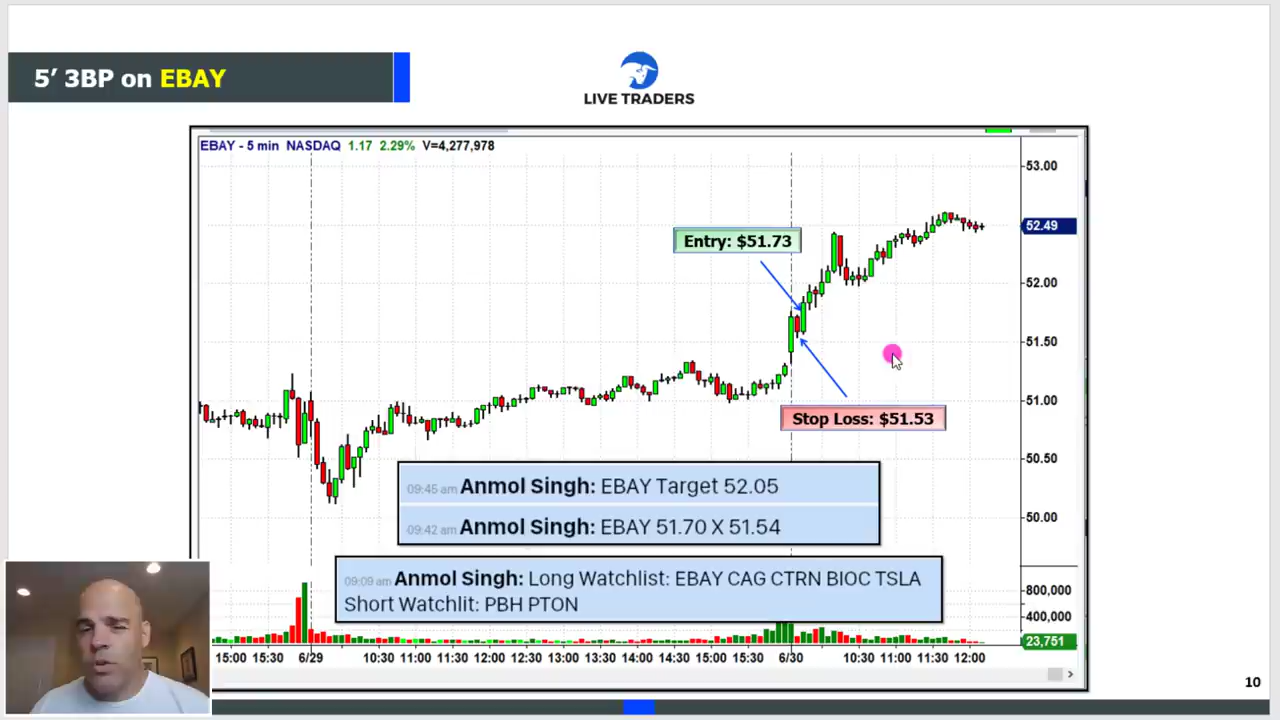 5’ 3BP on EBAY
LIVE TRADERS
EBAY - 5 min NASDAQ 1.17 2.29% V=4,277,978
53.00
52.49
52.00
51.50
51.00
50.50
50.00
Entry: $51.73
Stop Loss: $51.53
09:45 am Anmol Singh: EBAY Target 52.05
09:42 am Anmol Singh: EBAY 51.70 X 51.54
09:09 am Anmol Singh: Long Watchlist: EBAY CAG CTRN BIOC TSLA
Short Watchlit: PBH PTON
800,000
400,000
23,751
15:00 15:30 6/29 10:30 11:00 11:30 12:00 12:30 13:00 13:30 14:00 14:30 15:00 15:30 6/30 10:30 11:00 11:30 12:00
10